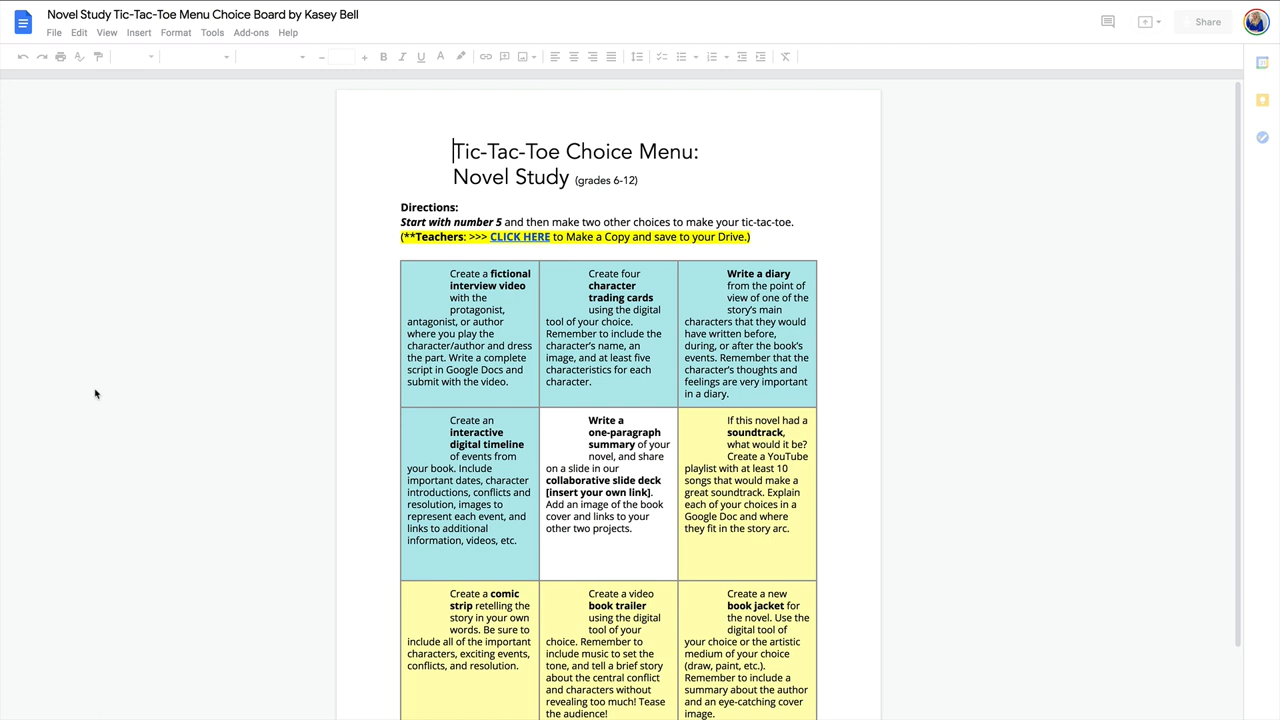 Novel Study Tic-Tac-Toe Menu Choice Board by Kasey Bell
File Edit View Insert Format Tools Add-ons Help
Share
Tic-Tac-Toe Choice Menu:
Novel Study (grades 6-12)
Directions:
Start with number 5 and then make two other choices to make your tic-tac-toe.
(**Teachers: >>> CLICK HERE to Make a Copy and save to your Drive.)
Create a fictional
interview video
with the
protagonist,
antagonist, or author
where you play the
character/author and dress
the part. Write a complete
script in Google Docs and
submit with the video.
Create four
character
trading cards
using the digital
tool of your choice.
Remember to include the
character's name, an
image, and at least five
characteristics for each
character.
Write a diary
from the point of
view of one of the
story's main
characters that they would
have written before,
during, or after the book's
events. Remember that the
character's thoughts and
feelings are very important
in a diary.
Create an
interactive
digital timeline
of events from
your book. Include
important dates, character
introductions, conflicts and
resolution, images to
represent each event, and
links to additional
information, videos, etc.
Write a
one-paragraph
summary of your
novel, and share
on a slide in our
collaborative slide deck
[insert your own link].
Add an image of the book
cover and links to your
other two projects.
If this novel had a
soundtrack,
what would it be?
Create a YouTube
playlist with at least 10
songs that would make a
great soundtrack. Explain
each of your choices in a
Google Doc and where
they fit in the story arc.
Create a comic
strip retelling the
story in your own
words. Be sure to
include all of the important
characters, exciting events,
conflicts, and resolution.
Create a video
book trailer
using the digital
tool of your
choice. Remember to
include music to set the
tone, and tell a brief story
about the central conflict
and characters without
revealing too much! Tease
the audience!
Create a new
book jacket for
the novel. Use the
digital tool of
your choice or the artistic
medium of your choice
(draw, paint, etc.).
Remember to include a
summary about the author
and an eye-catching cover
image.